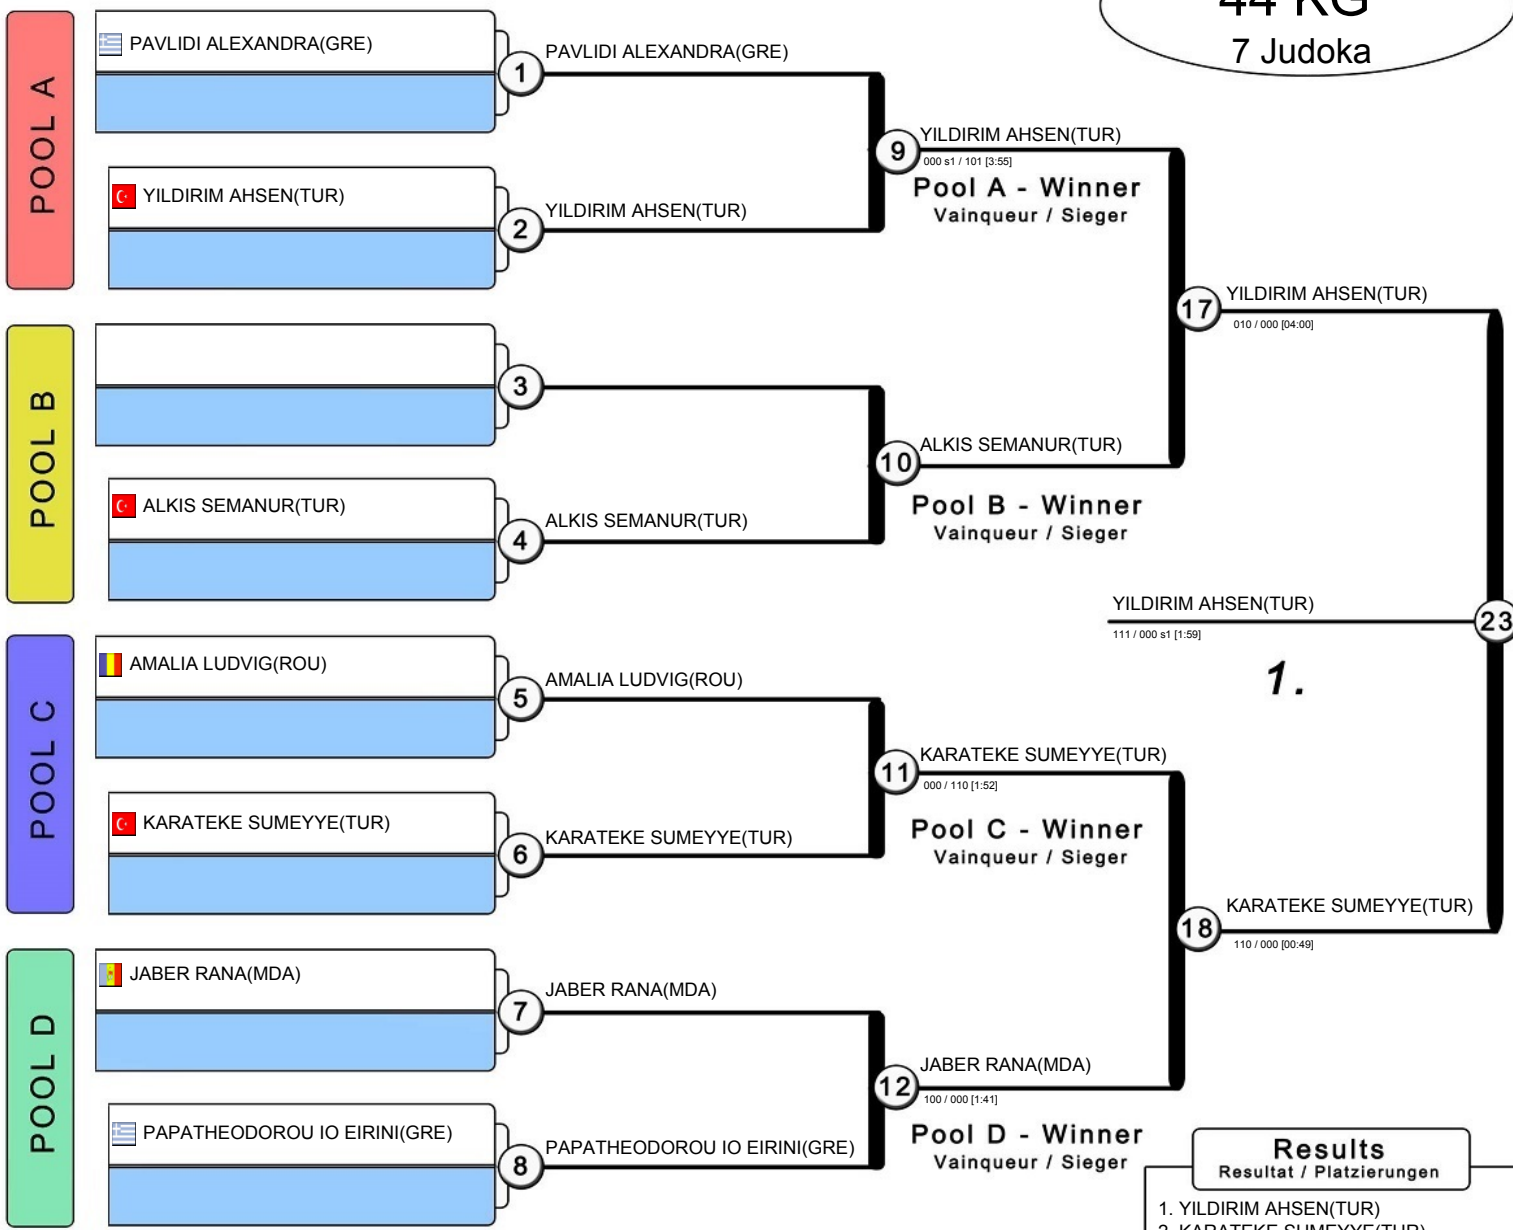 44 KG
7 Judoka
POOL A
PAVLIDI ALEXANDRA(GRE)
1
PAVLIDI ALEXANDRA(GRE)
YILDIRIM AHSEN(TUR)
2
YILDIRIM AHSEN(TUR)
9
YILDIRIM AHSEN(TUR)
000 s1 / 101 [3:55]
Pool A - Winner
Vainqueur / Sieger
POOL B
3
ALKIS SEMANUR(TUR)
4
ALKIS SEMANUR(TUR)
10
ALKIS SEMANUR(TUR)
Pool B - Winner
Vainqueur / Sieger
17
YILDIRIM AHSEN(TUR)
010 / 000 [04:00]
POOL C
AMALIA LUDVIG(ROU)
5
AMALIA LUDVIG(ROU)
KARATEKE SUMEYYE(TUR)
6
KARATEKE SUMEYYE(TUR)
11
KARATEKE SUMEYYE(TUR)
000 / 110 [1:52]
Pool C - Winner
Vainqueur / Sieger
POOL D
JABER RANA(MDA)
7
JABER RANA(MDA)
PAPATHEODOROU IO EIRINI(GRE)
8
PAPATHEODOROU IO EIRINI(GRE)
12
JABER RANA(MDA)
100 / 000 [1:41]
Pool D - Winner
Vainqueur / Sieger
18
KARATEKE SUMEYYE(TUR)
110 / 000 [00:49]
YILDIRIM AHSEN(TUR)
23
111 / 000 s1 [1:59]
1.
Results
Resultat / Platzierungen
1. YILDIRIM AHSEN(TUR)
2. KARATEKE SUMEYYE(TUR)